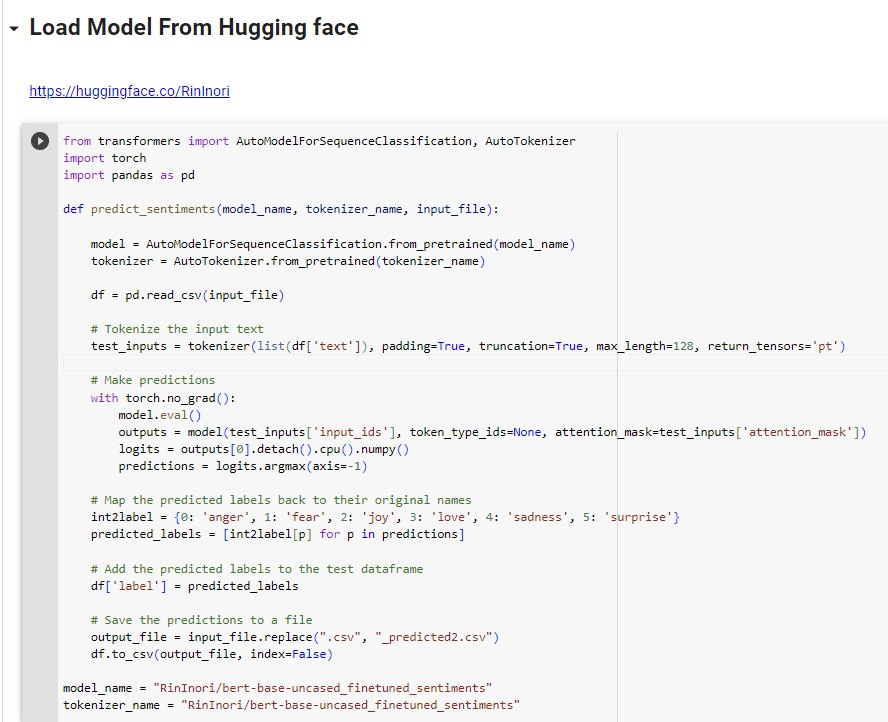 Load Model From Hugging face
https://huggingface.co/RinInori
from transformers import AutoModelForSequenceClassification, AutoTokenizer
import torch
import pandas as pd
def predict_sentiments(model_name, tokenizer_name, input_file):
    model = AutoModelForSequenceClassification.from_pretrained(model_name)
    tokenizer = AutoTokenizer.from_pretrained(tokenizer_name)
    df = pd.read_csv(input_file)
    # Tokenize the input text
    test_inputs = tokenizer(list(df['text']), padding=True, truncation=True, max_length=128, return_tensors='pt')
    # Make predictions
    with torch.no_grad():
        model.eval()
        outputs = model(test_inputs['input_ids'], token_type_ids=None, attention_mask=test_inputs['attention_mask'])
        logits = outputs[0].detach().cpu().numpy()
        predictions = logits.argmax(axis=-1)
    # Map the predicted labels back to their original names
    int2label = {0: 'anger', 1: 'fear', 2: 'joy', 3: 'love', 4: 'sadness', 5: 'surprise'}
    predicted_labels = [int2label[p] for p in predictions]
    # Add the predicted labels to the test dataframe
    df['label'] = predicted_labels
    # Save the predictions to a file
    output_file = input_file.replace(".csv", "_predicted2.csv")
    df.to_csv(output_file, index=False)
model_name = "RinInori/bert-base-uncased_finetuned_sentiments"
tokenizer_name = "RinInori/bert-base-uncased_finetuned_sentiments"